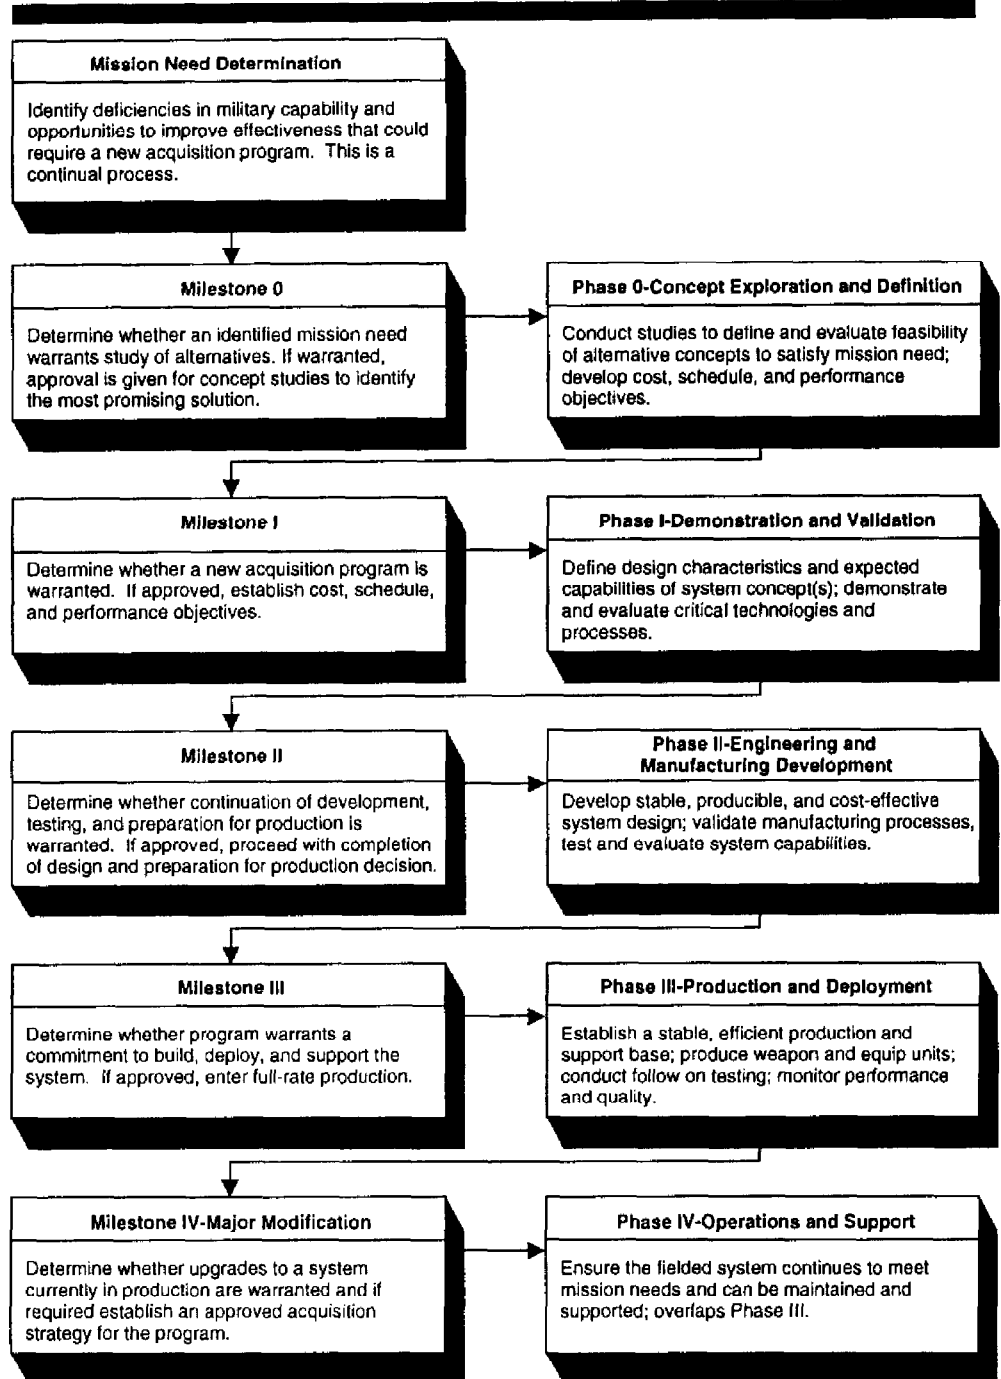 Mission Need Determination
Identify deficiencies in military capability and
opportunities to improve effectiveness that could
require a new acquisition program. This is a
continual process.
Milestone 0
Determine whether an identified mission need
warrants study of alternatives. If warranted,
approval is given for concept studies to identify
the most promising solution.
Phase 0-Concept Exploration and Definition
Conduct studies to define and evaluate feasibility
of alternative concepts to satisfy mission need;
develop cost, schedule, and performance
objectives.
Milestone I
Determine whether a new acquisition program is
warranted. If approved, establish cost, schedule,
and performance objectives.
Phase I-Demonstration and Validation
Define design characteristics and expected
capabilities of system concept(s); demonstrate
and evaluate critical technologies and
processes.
Milestone II
Determine whether continuation of development,
testing, and preparation for production is
warranted. If approved, proceed with completion
of design and preparation for production decision.
Phase II-Engineering and
Manufacturing Development
Develop stable, producible, and cost-effective
system design; validate manufacturing processes,
test and evaluate system capabilities.
Milestone III
Determine whether program warrants a
commitment to build, deploy, and support the
system. If approved, enter full-rate production.
Phase III-Production and Deployment
Establish a stable, efficient production and
support base; produce weapon and equip units;
conduct follow on testing; monitor performance
and quality.
Milestone IV-Major Modification
Determine whether upgrades to a system
currently in production are warranted and if
required establish an approved acquisition
strategy for the program.
Phase IV-Operations and Support
Ensure the fielded system continues to meet
mission needs and can be maintained and
supported; overlaps Phase III.